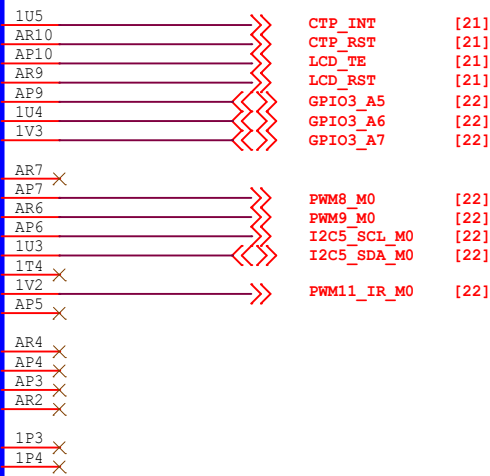 1U5 CTP_INT [21]
AR10 CTP_RST [21]
AP10 LCD_TE [21]
AR9 LCD_RST [21]
AP9 GPIO3_A5 [22]
1U4 GPIO3_A6 [22]
1V3 GPIO3_A7 [22]
AR7
AP7 PWM8_M0 [22]
AR6 PWM9_M0 [22]
AP6 I2C5_SCL_M0 [22]
1U3 I2C5_SDA_M0 [22]
1T4
1V2 PWM11_IR_M0 [22]
AP5
AR4
AP4
AP3
AR2
1P3
1P4